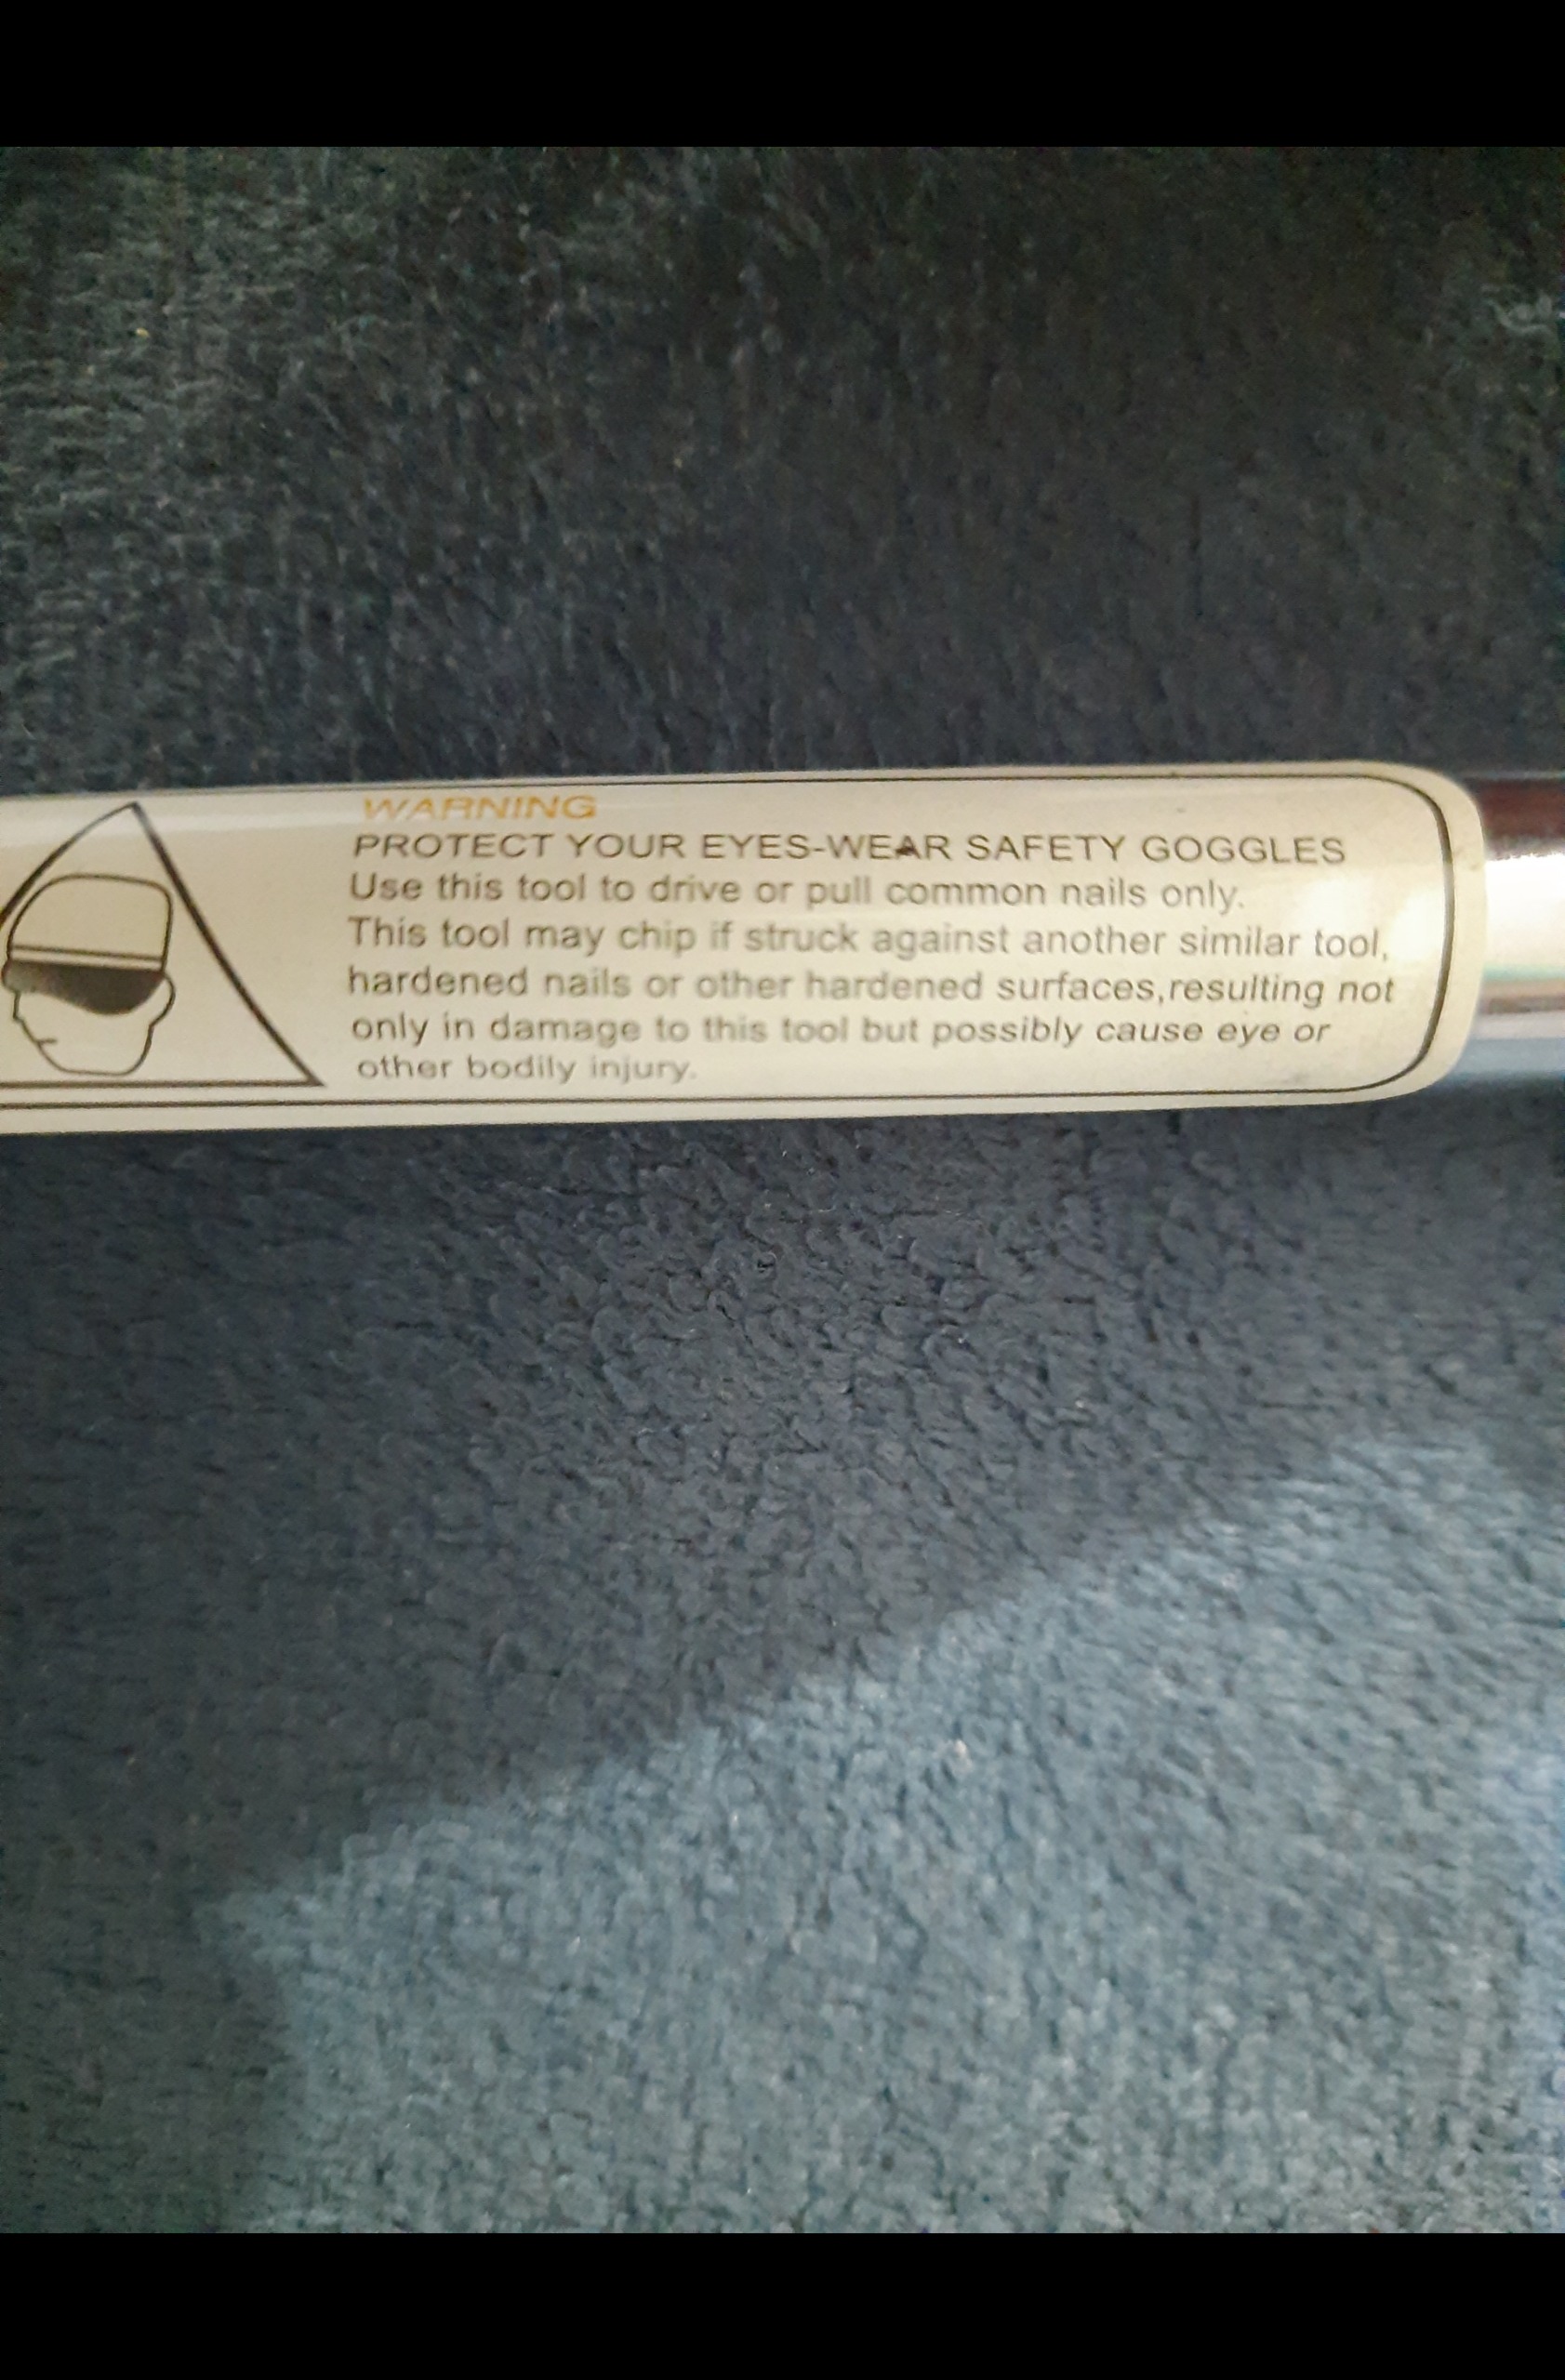 WARNING
PROTECT YOUR EYES-WEAR SAFETY GOGGLES
Use this tool to drive or pull common nails only.
This tool may chip if struck against another similar tool,
hardened nails or other hardened surfaces,resulting not
only in damage to this tool but possibly cause eye or
other bodily injury.